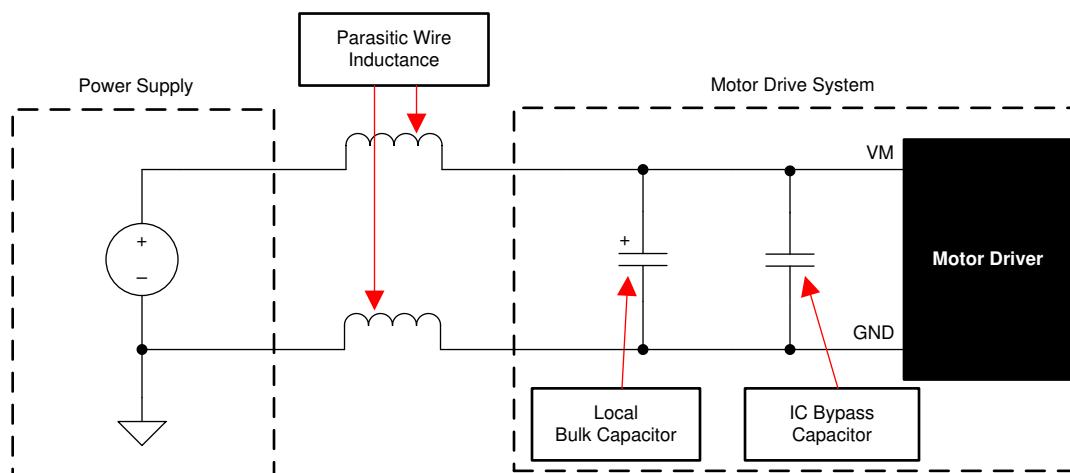 Parasitic Wire
Inductance
Power Supply
Motor Drive System
VM
+
–
+
Motor Driver
GND
Local
Bulk Capacitor
IC Bypass
Capacitor